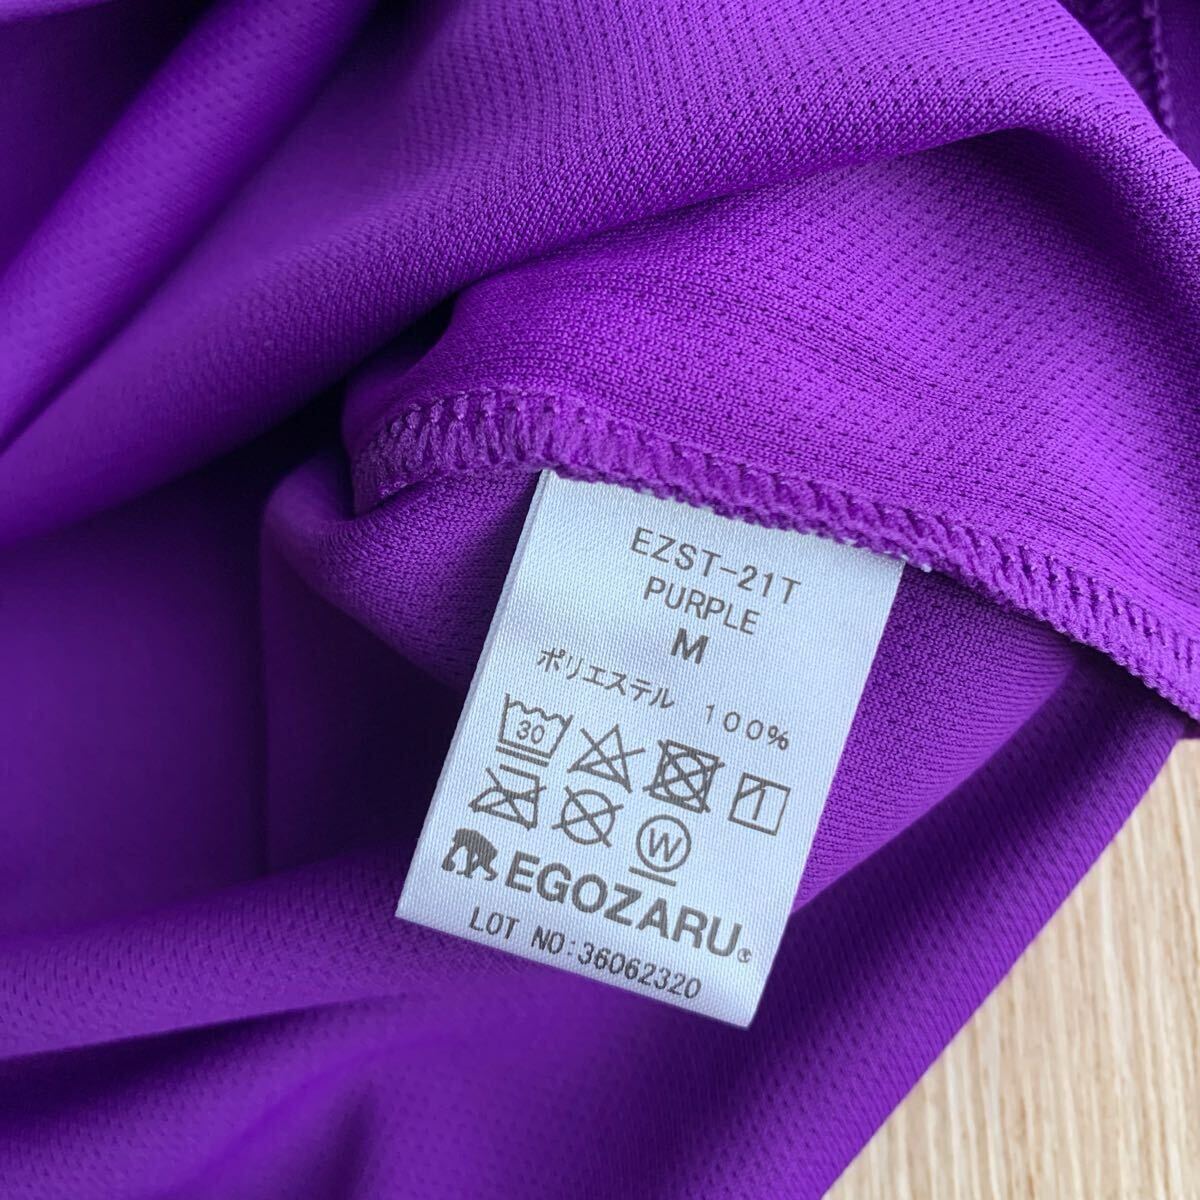 EZST-21T
PURPLE
M
ポリエステル 100%
30
W
EGOZARU®
LOT NO:36062320